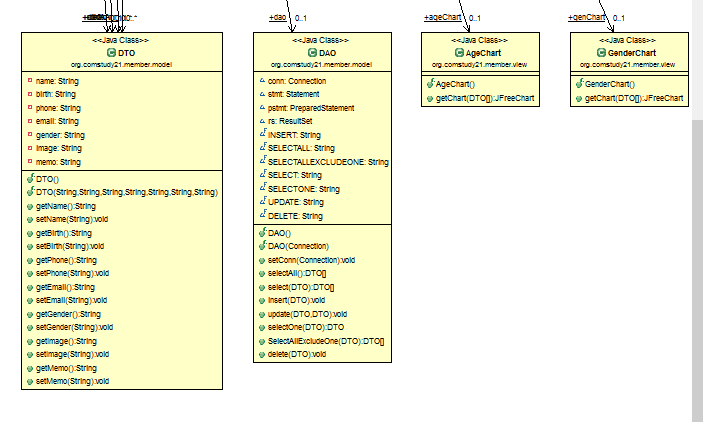 +dao 0..1
+ageChart 0..1
+genChart 0..1
<<Java Class>>
DTO
org.comstudy21.member.model
name: String
birth: String
phone: String
email: String
gender: String
image: String
memo: String
DTO()
DTO(String,String,String,String,String,String,String)
getName():String
setName(String):void
getBirth():String
setBirth(String):void
getPhone():String
setPhone(String):void
getEmail():String
setEmail(String):void
getGender():String
setGender(String):void
getImage():String
setImage(String):void
getMemo():String
setMemo(String):void
<<Java Class>>
DAO
org.comstudy21.member.model
conn: Connection
stmt: Statement
pstmt: PreparedStatement
rs: ResultSet
INSERT: String
SELECTALL: String
SELECTALLEXCLUDEONE: String
SELECT: String
SELECTONE: String
UPDATE: String
DELETE: String
DAO()
DAO(Connection)
setConn(Connection):void
selectAll():DTO[]
select(DTO):DTO[]
insert(DTO):void
update(DTO,DTO):void
selectOne(DTO):DTO
SelectAllExcludeOne(DTO):DTO[]
delete(DTO):void
<<Java Class>>
AgeChart
org.comstudy21.member.view
AgeChart()
getChart(DTO[]):JFreeChart
<<Java Class>>
GenderChart
org.comstudy21.member.view
GenderChart()
getChart(DTO[]):JFreeChart